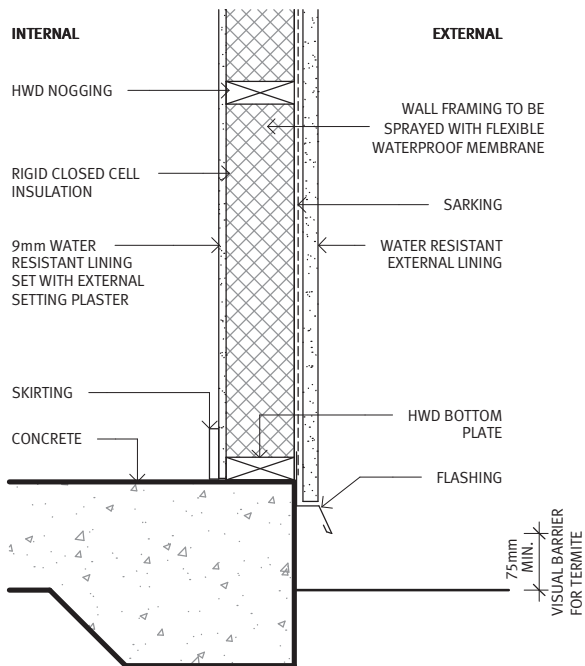 INTERNAL
EXTERNAL
HWD NOGGING
WALL FRAMING TO BE
SPRAYED WITH FLEXIBLE
WATERPROOF MEMBRANE
RIGID CLOSED CELL
INSULATION
SARKING
9mm WATER
RESISTANT LINING
SET WITH EXTERNAL
SETTING PLASTER
WATER RESISTANT
EXTERNAL LINING
SKIRTING
CONCRETE
HWD BOTTOM
PLATE
FLASHING
75mm
MIN.
VISUAL BARRIER
FOR TERMITE